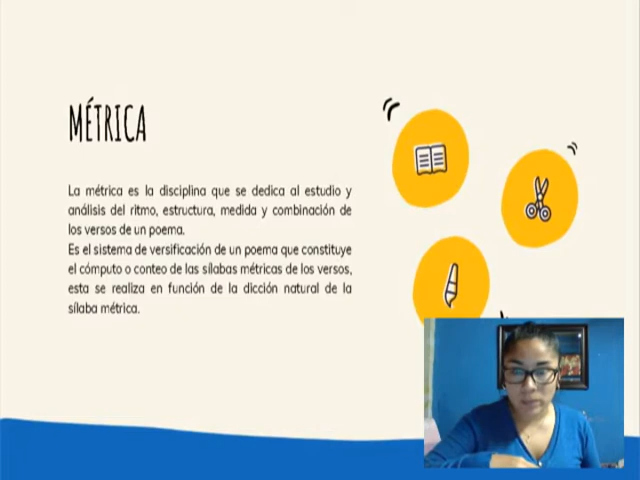 MÉTRICA
La métrica es la disciplina que se dedica al estudio y
análisis del ritmo, estructura, medida y combinación de
los versos de un poema.
Es el sistema de versificación de un poema que constituye
el cómputo o conteo de las sílabas métricas de los versos,
esta se realiza en función de la dicción natural de la
sílaba métrica.